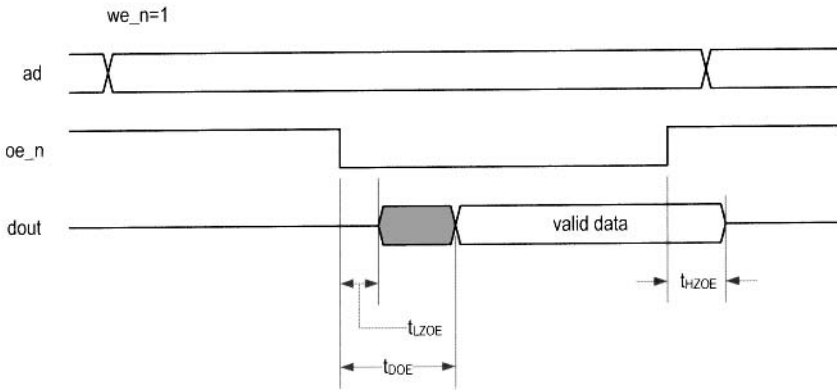 we_n=1
ad
oe_n
dout
valid data
tHZOE
tLZOE
tDOE